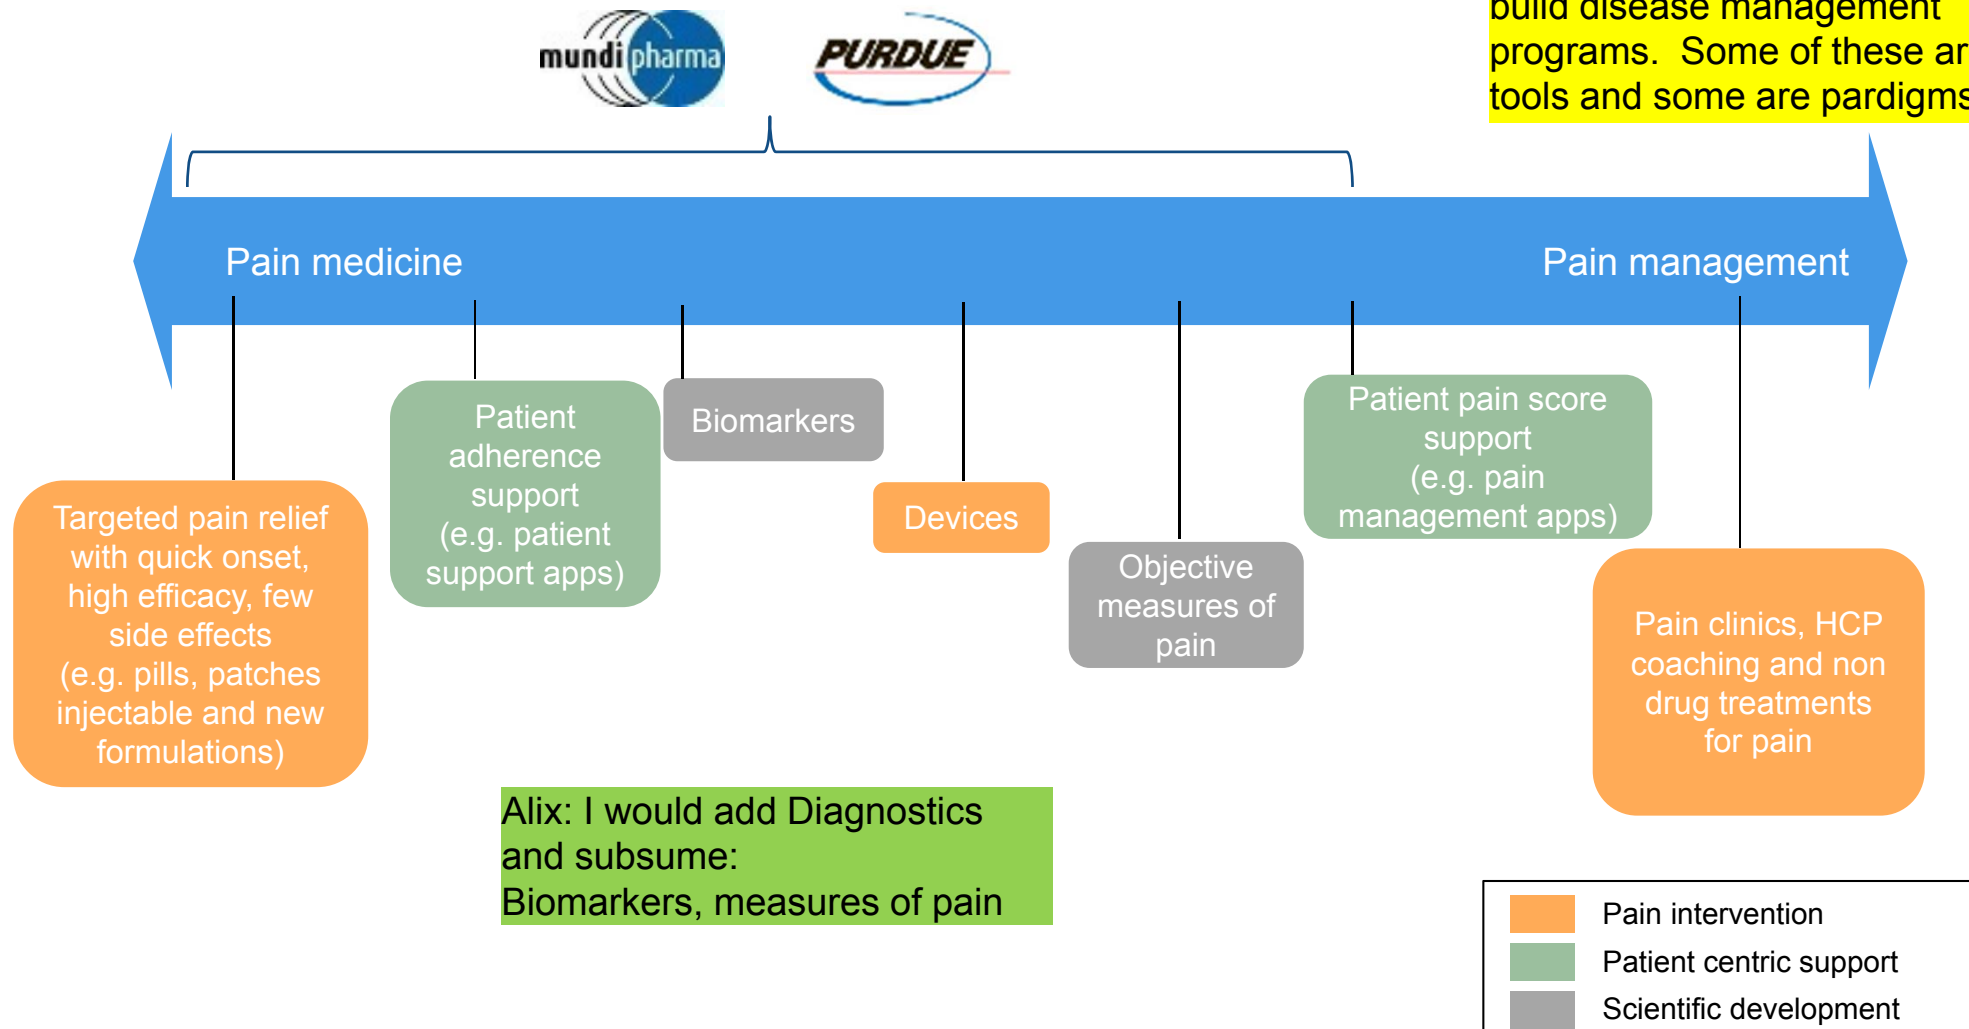 build disease management
programs. Some of these ar
tools and some are pardigms
mundipharma
PURDUE
Pain medicine
Pain management
Targeted pain relief
with quick onset,
high efficacy, few
side effects
(e.g. pills, patches
injectable and new
formulations)
Patient
adherence
support
(e.g. patient
support apps)
Biomarkers
Devices
Objective
measures of
pain
Patient pain score
support
(e.g. pain
management apps)
Pain clinics, HCP
coaching and non
drug treatments
for pain
Alix: I would add Diagnostics
and subsume:
Biomarkers, measures of pain
Pain intervention
Patient centric support
Scientific development